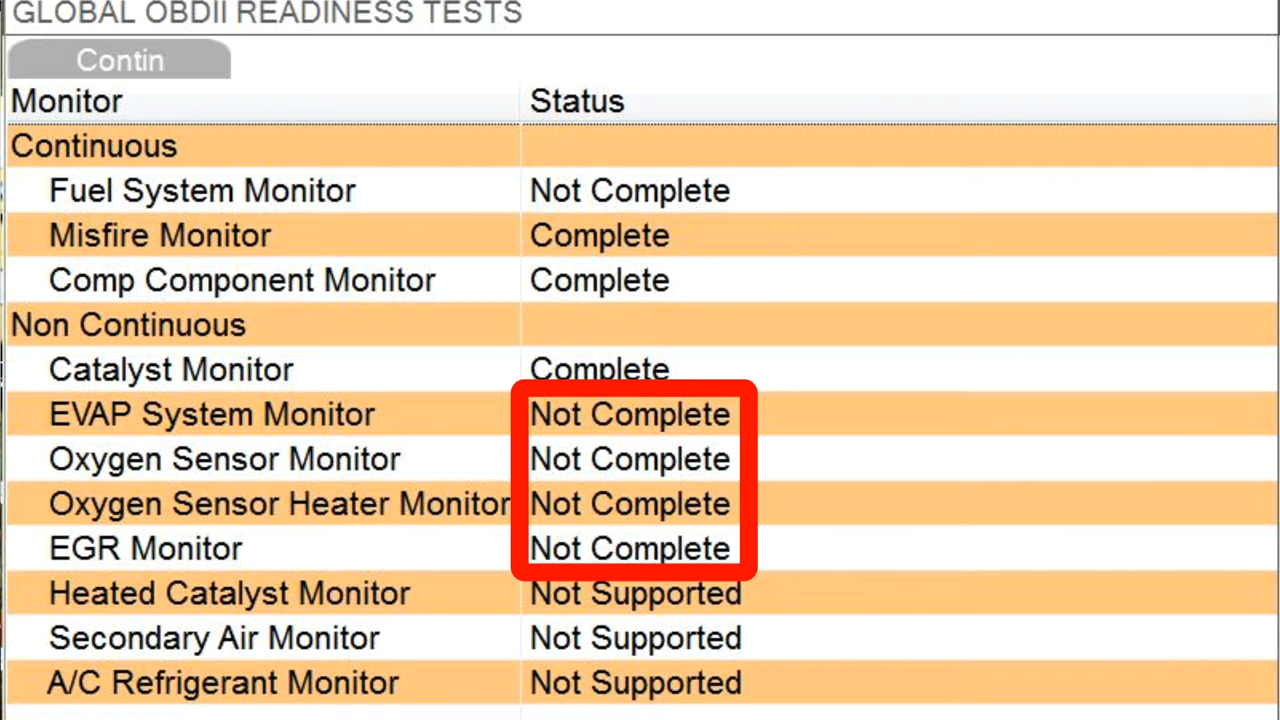 GLOBAL OBDII READINESS TESTS
Contin
Monitor Status
Continuous
Fuel System Monitor Not Complete
Misfire Monitor Complete
Comp Component Monitor Complete
Non Continuous
Catalyst Monitor Complete
EVAP System Monitor Not Complete
Oxygen Sensor Monitor Not Complete
Oxygen Sensor Heater Monitor Not Complete
EGR Monitor Not Complete
Heated Catalyst Monitor Not Supported
Secondary Air Monitor Not Supported
A/C Refrigerant Monitor Not Supported